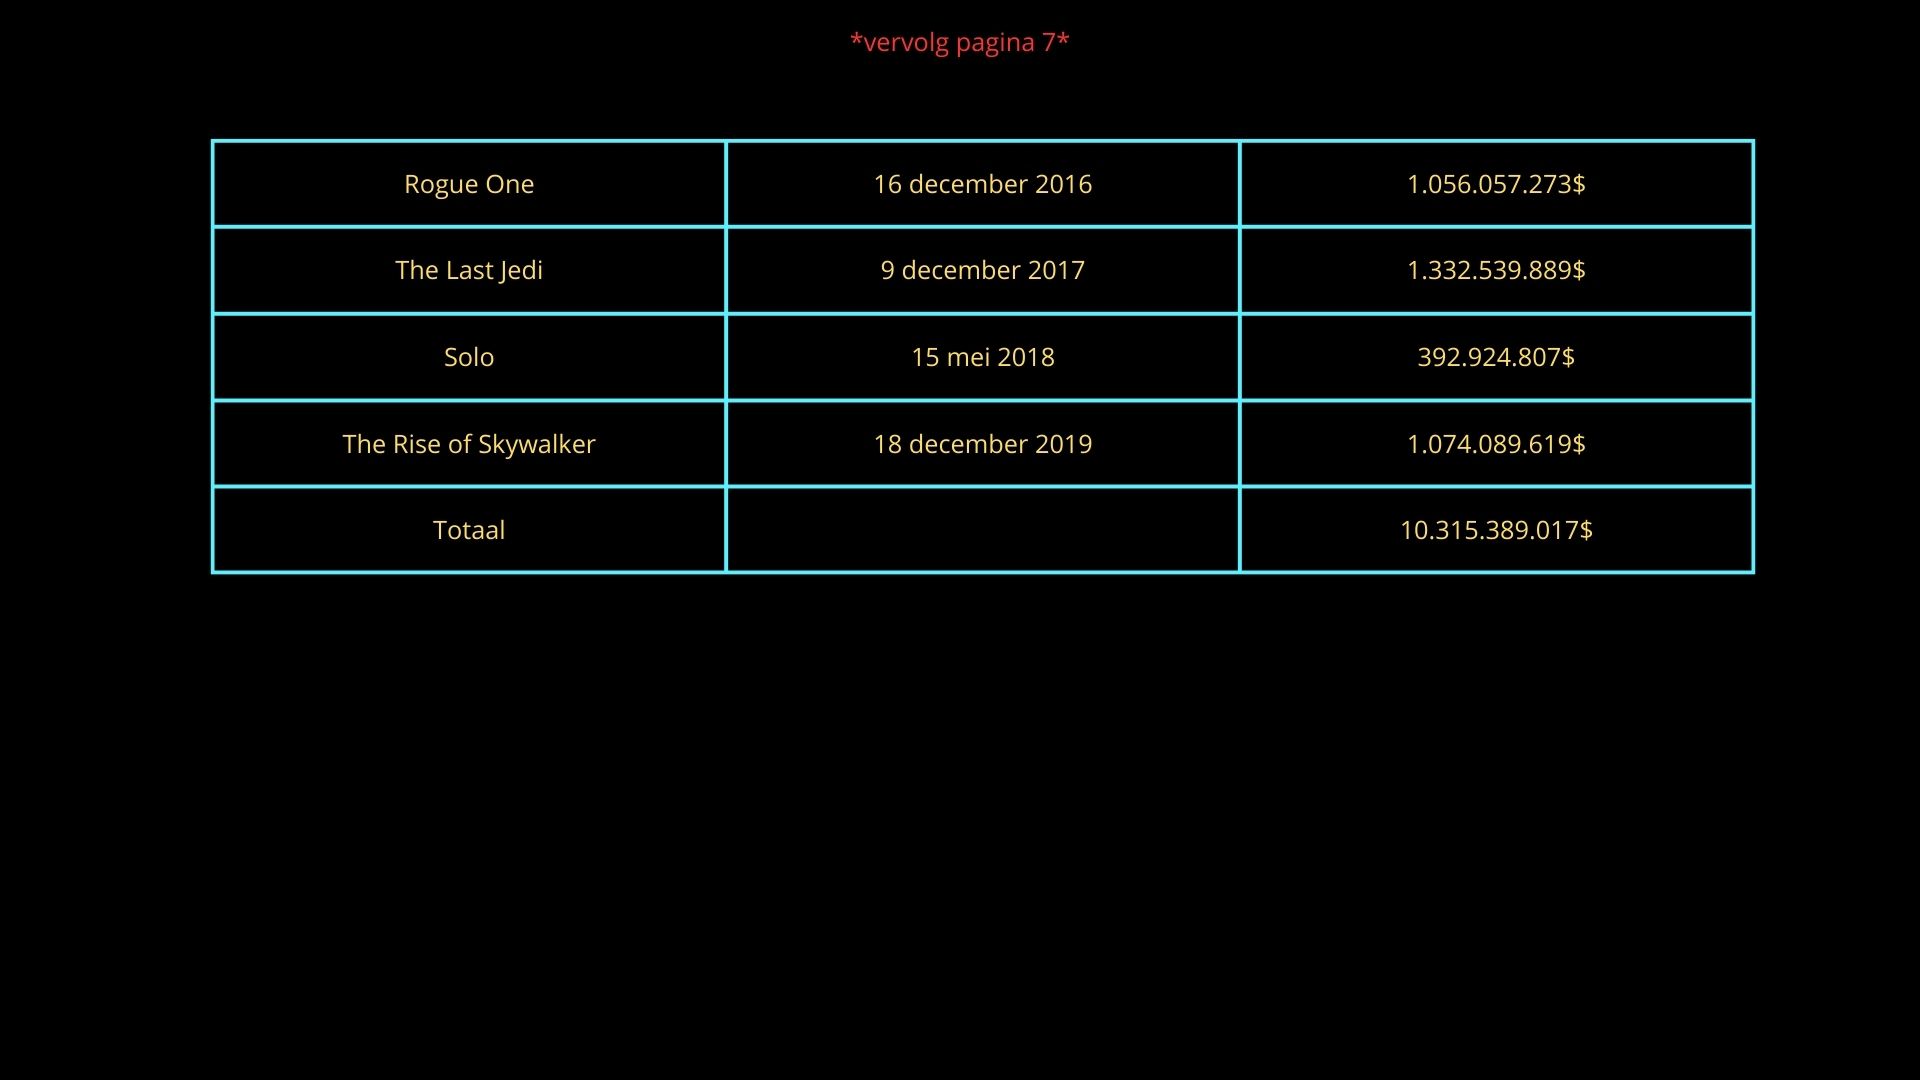 *vervolg pagina 7*
Rogue One 16 december 2016 1.056.057.273$
The Last Jedi 9 december 2017 1.332.539.889$
Solo 15 mei 2018 392.924.807$
The Rise of Skywalker 18 december 2019 1.074.089.619$
Totaal 10.315.389.017$